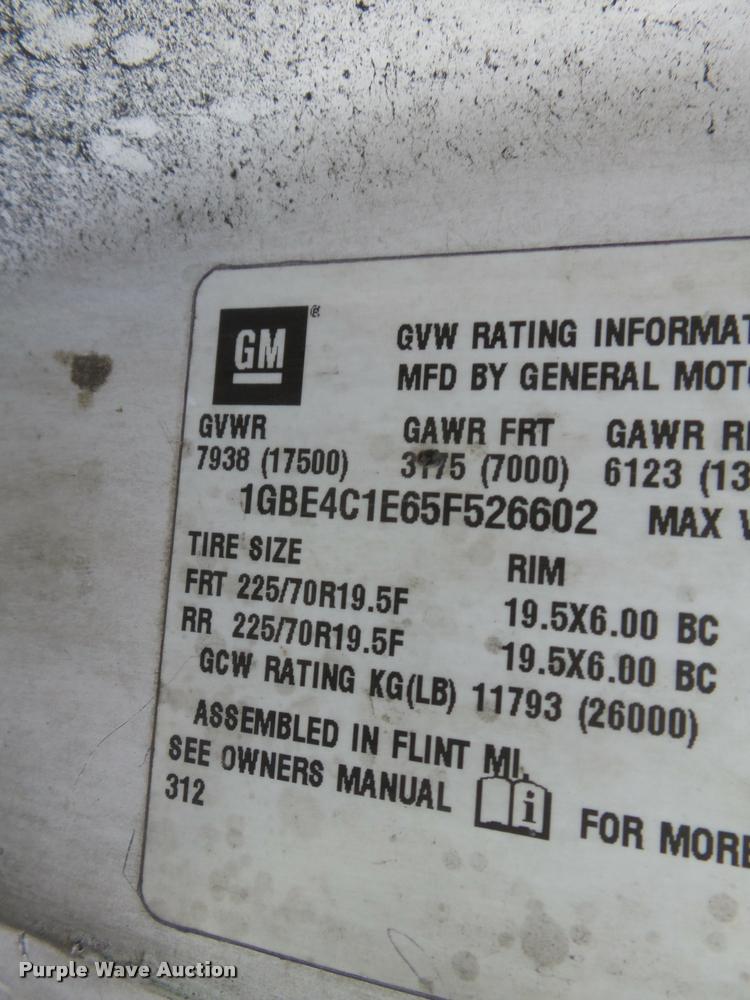 GM ®
GVW RATING INFORMAT
MFD BY GENERAL MOTO
GVWR GAWR FRT GAWR R
7938 (17500) 3175 (7000) 6123 (13
1GBE4C1E65F526602 MAX
TIRE SIZE RIM
FRT 225/70R19.5F 19.5X6.00 BC
RR 225/70R19.5F 19.5X6.00 BC
GCW RATING KG(LB) 11793 (26000)
ASSEMBLED IN FLINT MI,
SEE OWNERS MANUAL i FOR MORE
312
Purple Wave Auction